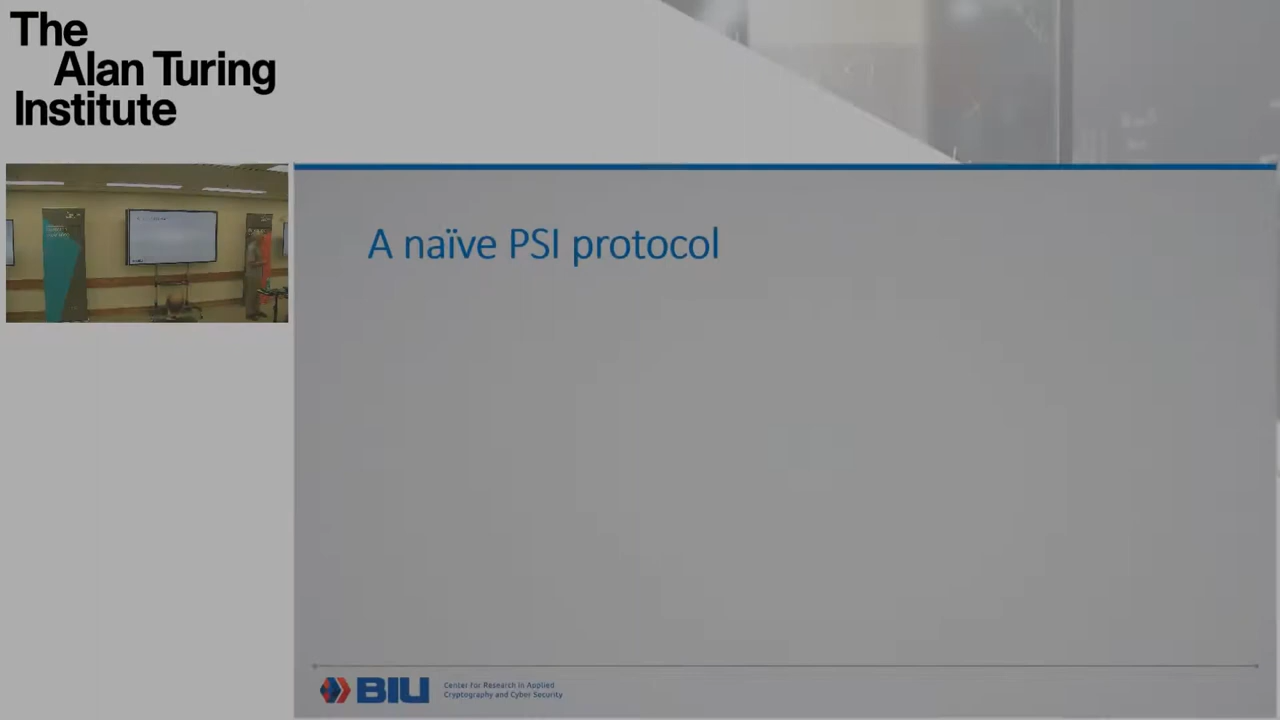 The
Alan Turing
Institute
A naïve PSI protocol
BIU
Center for Research in Applied
Cryptography and Cyber Security